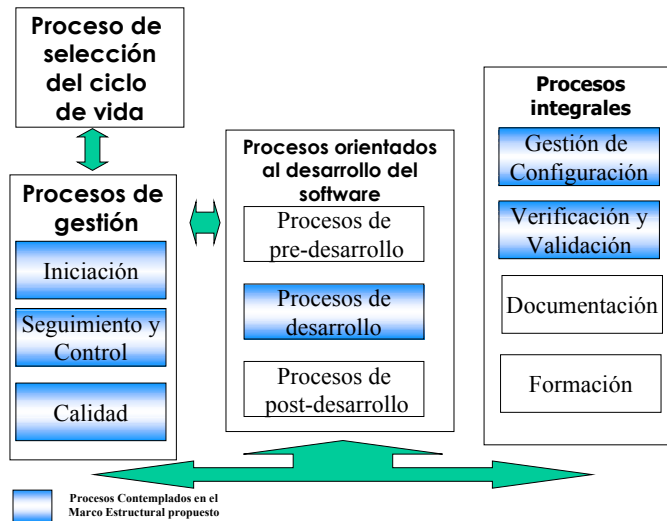 Proceso de
selección
del ciclo
de vida
Procesos de
gestión
Iniciación
Seguimiento y
Control
Calidad
Procesos orientados
al desarrollo del
software
Procesos de
pre-desarrollo
Procesos de
desarrollo
Procesos de
post-desarrollo
Procesos
integrales
Gestión de
Configuración
Verificación y
Validación
Documentación
Formación
Procesos Contemplados en el
Marco Estructural propuesto